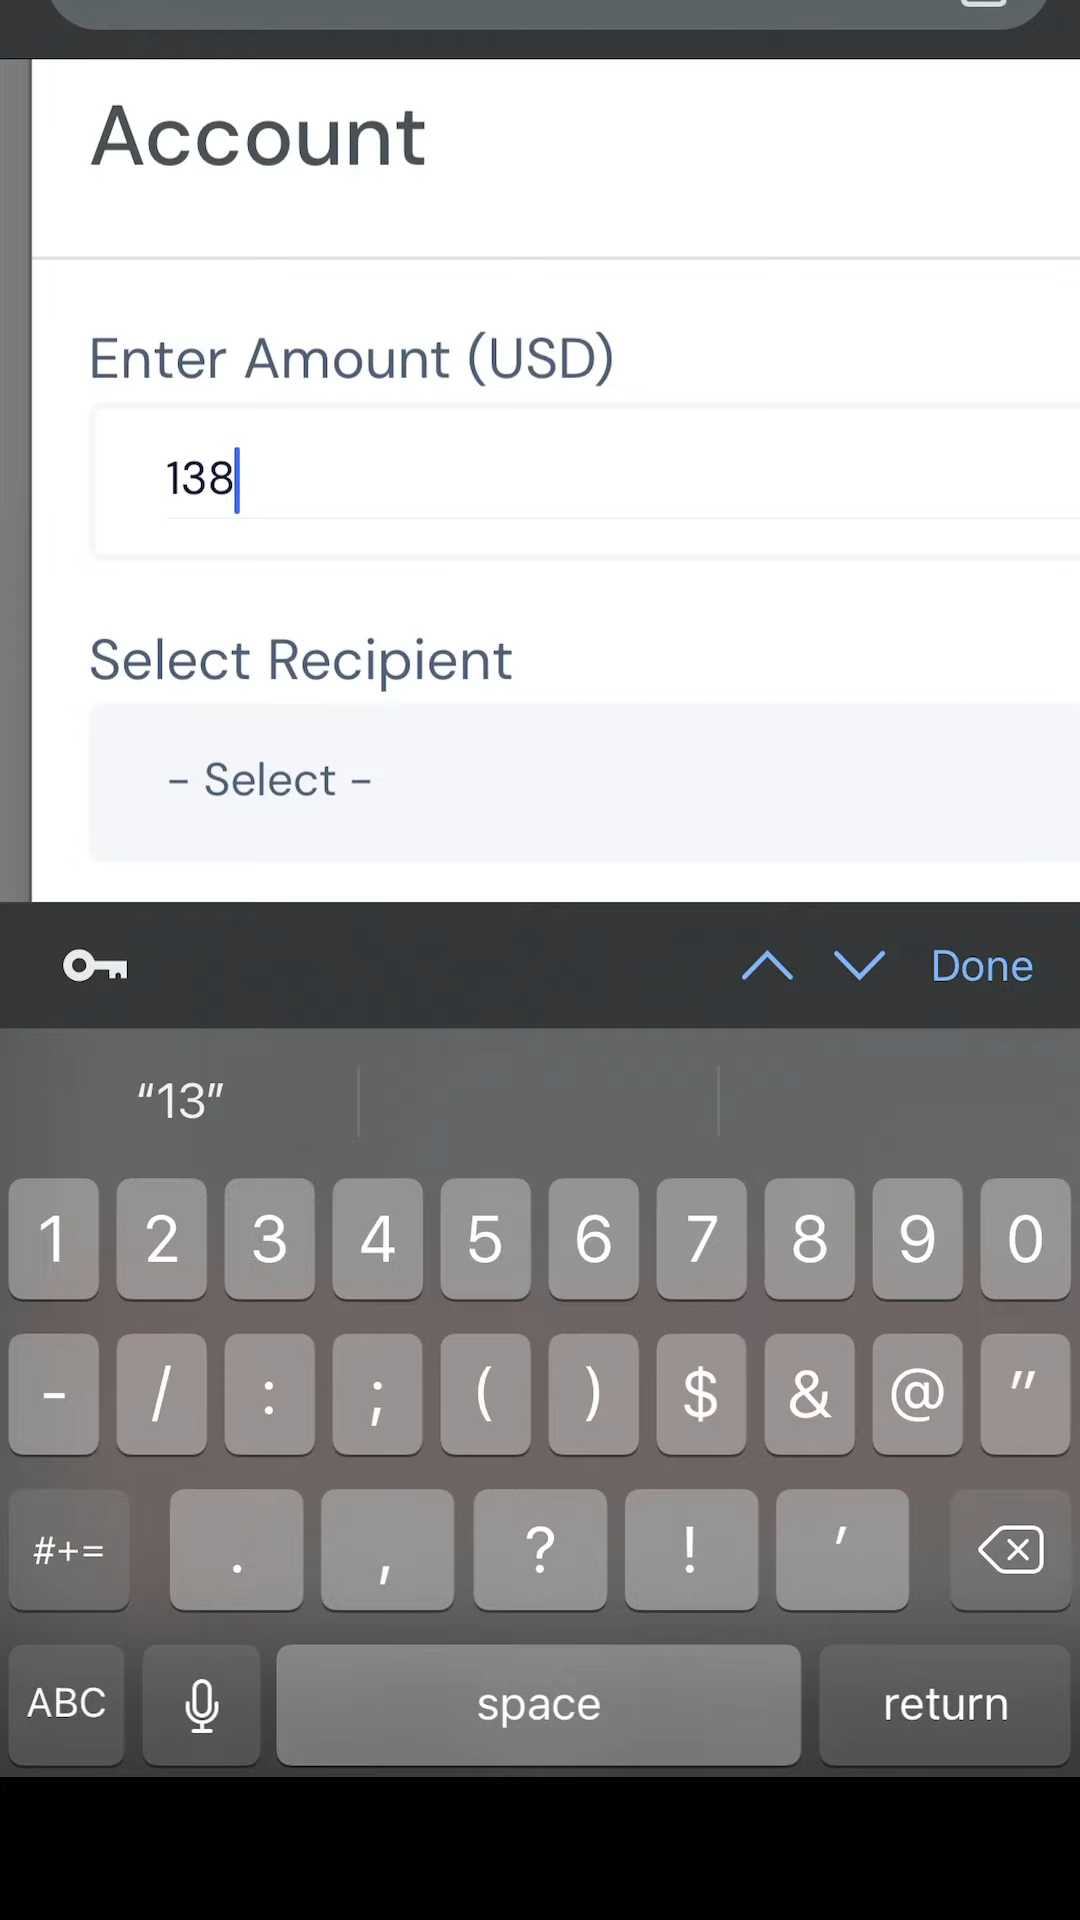 Account
Enter Amount (USD)
138
Select Recipient
- Select -
Done
“13”
1 2 3 4 5 6 7 8 9 0
- / : ; ( ) $ & @ "
#+= . , ? ! '
ABC space return